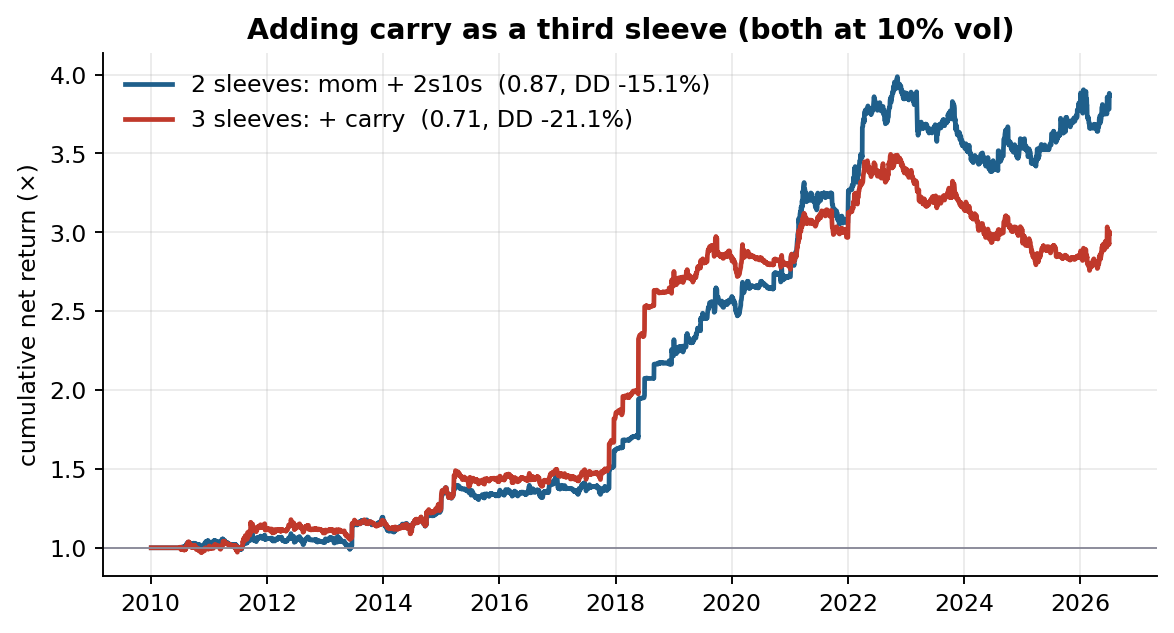 Adding carry as a third sleeve (both at 10% vol)
2 sleeves: mom + 2s10s (0.87, DD -15.1%)
3 sleeves: + carry (0.71, DD -21.1%)
cumulative net return (×)
4.0
3.5
3.0
2.5
2.0
1.5
1.0
2010 2012 2014 2016 2018 2020 2022 2024 2026